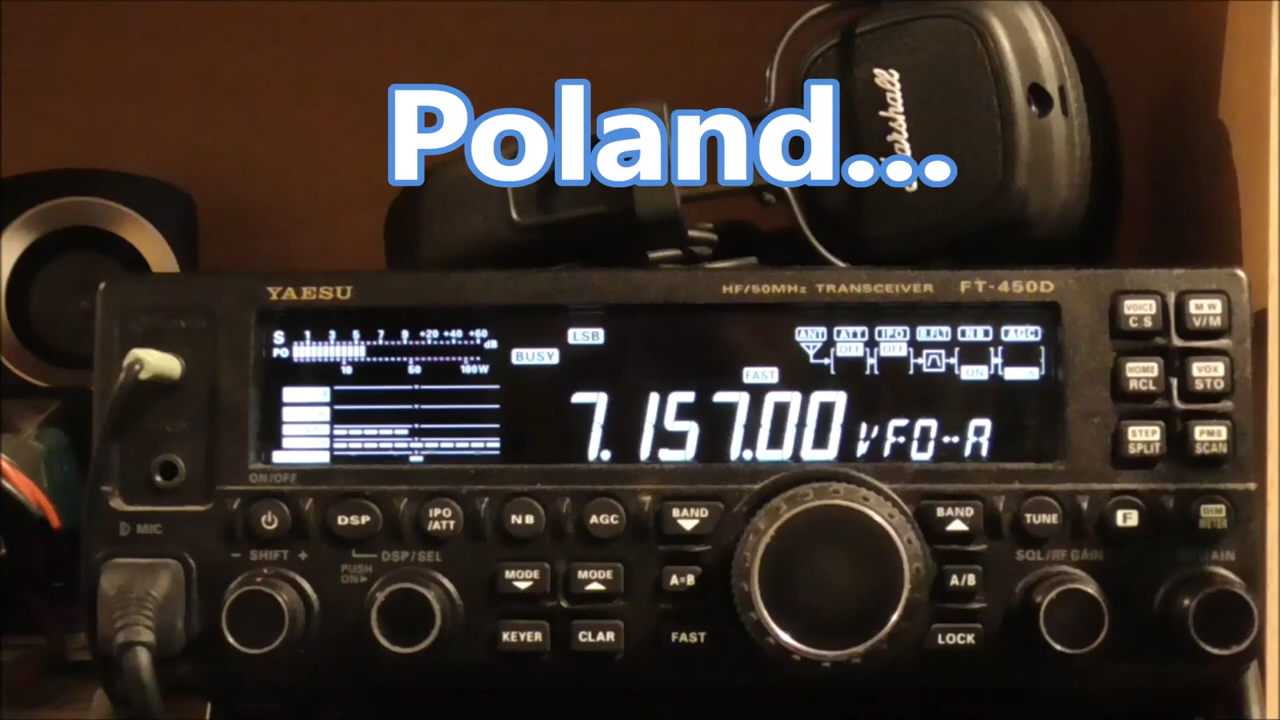 Poland...
Marshall
YAESU
HF/50MHz TRANSCEIVER FT-450D
S 1 3 5 7 9 +20 +40 +60 dB
PO
10 50 100W
LSB
BUSY
ANT ATT IPO R.FLT NB AGC
OFF OFF
ON
FAST
7.157.00 VFO-A
VOICE C S
M.W V/M
HOME RCL
VOX STO
STEP SPLIT
PMS SCAN
ON/OFF
DSP
IPO /ATT
NB
AGC
BAND
BAND
TUNE
F
DIM METER
MIC
- SHIFT +
PUSH ON
DSP/SEL
MODE
MODE
A=B
A/B
SQL/RF GAIN
KEYER
CLAR
FAST
LOCK